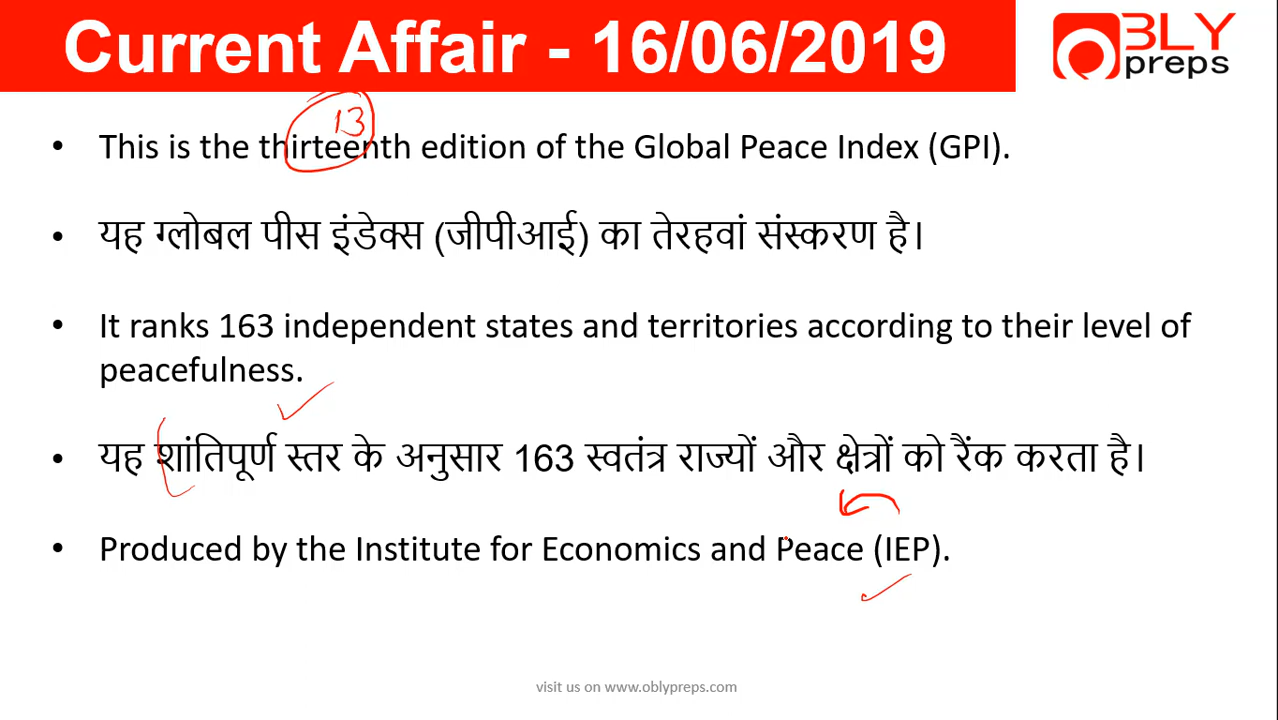 Current Affair - 16/06/2019
OBLY
preps
13
• This is the thirteenth edition of the Global Peace Index (GPI).
• यह ग्लोबल पीस इंडेक्स (जीपीआई) का तेरहवां संस्करण है।
• It ranks 163 independent states and territories according to their level of
peacefulness.
• यह शांतिपूर्ण स्तर के अनुसार 163 स्वतंत्र राज्यों और क्षेत्रों को रैंक करता है।
• Produced by the Institute for Economics and Peace (IEP).
visit us on www.oblypreps.com